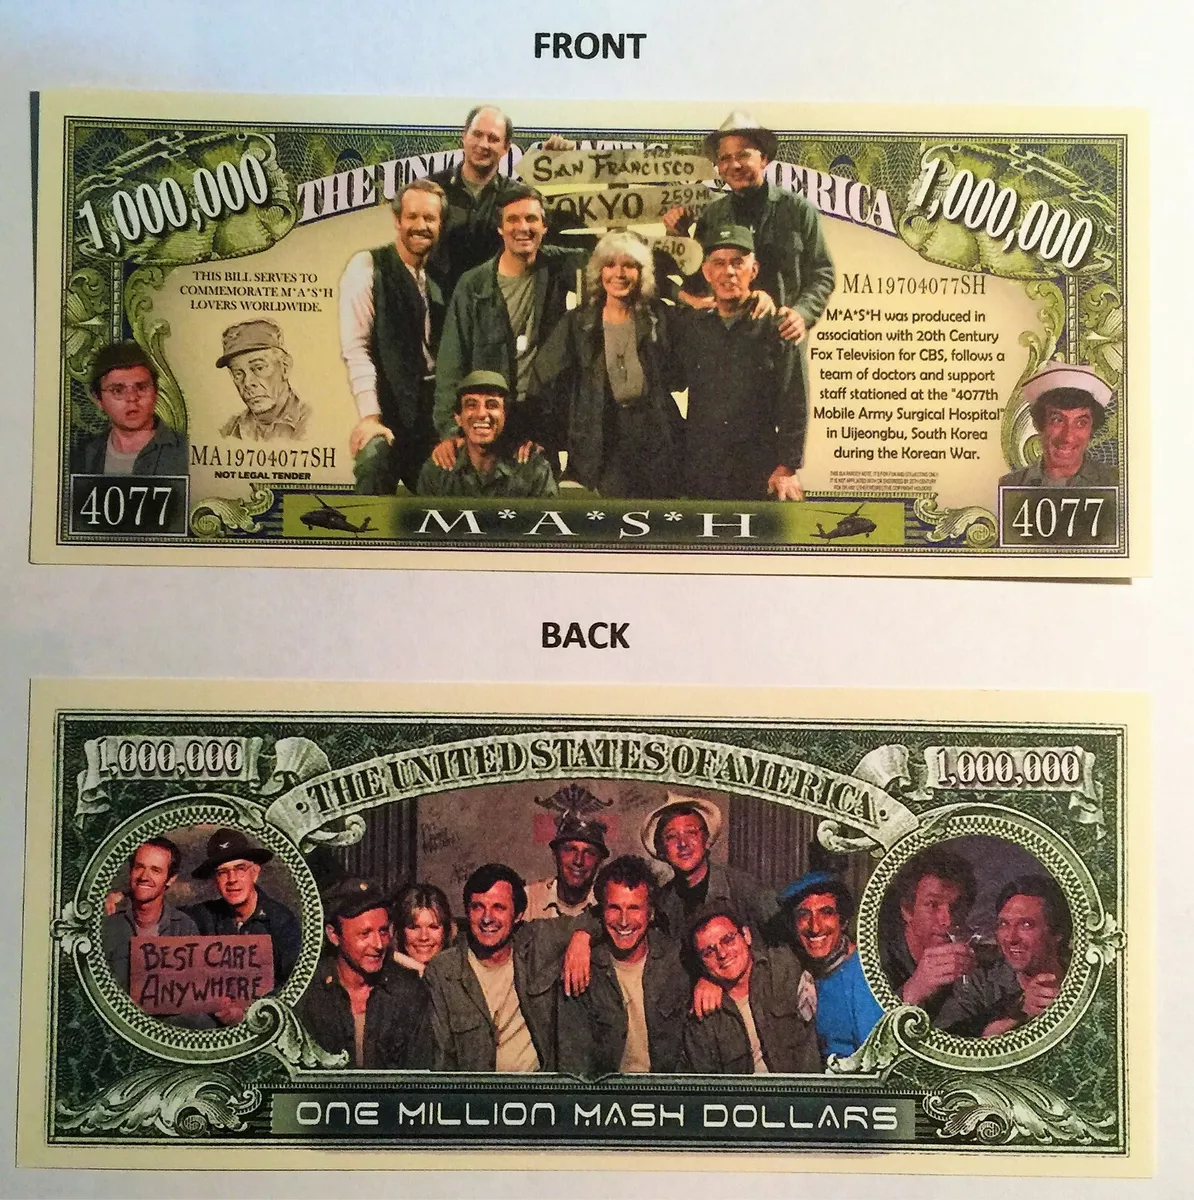 FRONT
1,000,000
THE UNIT
AMERICA
1,000,000
SAN FRANCISCO
TOKYO 259 MI
THIS BILL SERVES TO
COMMEMORATE M*A*S*H
LOVERS WORLDWIDE.
MA19704077SH
NOT LEGAL TENDER
MA19704077SH
M*A*S*H was produced in
association with 20th Century
Fox Television for CBS, follows a
team of doctors and support
staff stationed at the "4077th
Mobile Army Surgical Hospital"
in Uijeongbu, South Korea
during the Korean War.
4077
M*A*S*H
4077
BACK
1,000,000
THE UNITED STATES OF AMERICA
1,000,000
BEST CARE
ANYWHERE
ONE MILLION MASH DOLLARS